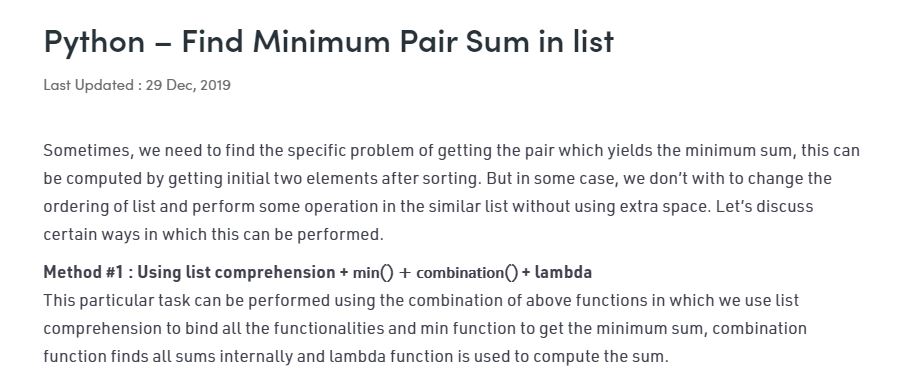 Python – Find Minimum Pair Sum in list
Last Updated : 29 Dec, 2019
Sometimes, we need to find the specific problem of getting the pair which yields the minimum sum, this can
be computed by getting initial two elements after sorting. But in some case, we don’t with to change the
ordering of list and perform some operation in the similar list without using extra space. Let’s discuss
certain ways in which this can be performed.
Method #1 : Using list comprehension + min() + combination() + lambda
This particular task can be performed using the combination of above functions in which we use list
comprehension to bind all the functionalities and min function to get the minimum sum, combination
function finds all sums internally and lambda function is used to compute the sum.